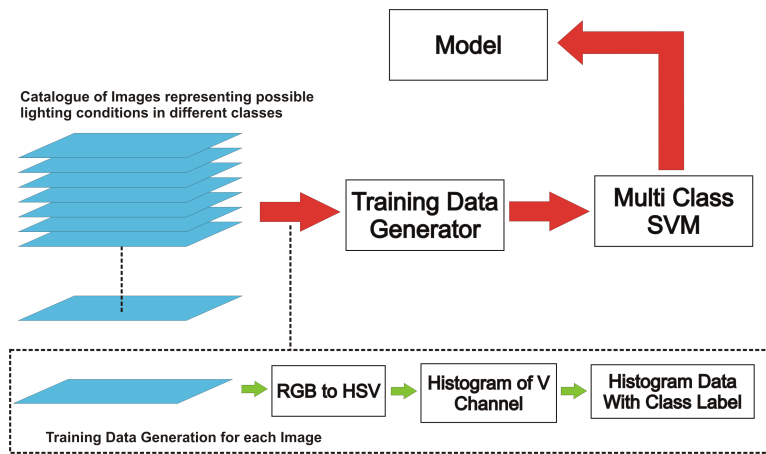 Model
Catalogue of Images representing possible
lighting conditions in different classes
Training Data
Generator
Multi Class
SVM
RGB to HSV
Histogram of V
Channel
Histogram Data
With Class Label
Training Data Generation for each Image